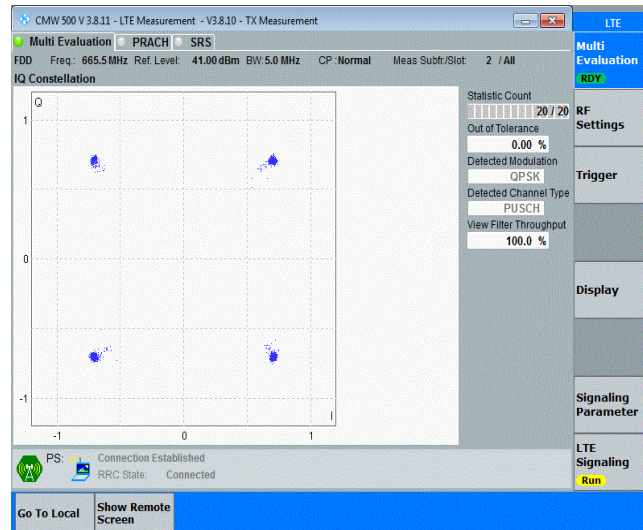 CMW 500 V 3.8.11 - LTE Measurement - V3.8.10 - TX Measurement
LTE
Multi Evaluation PRACH SRS
Multi
Evaluation
RDY
FDD Freq.: 665.5 MHz Ref. Level: 41.00 dBm BW: 5.0 MHz CP : Normal Meas Subfr./Slot: 2 / All
IQ Constellation
Statistic Count
20 / 20
Out of Tolerance
0.00 %
Detected Modulation
QPSK
Detected Channel Type
PUSCH
View Filter Throughput
100.0 %
RF
Settings
Trigger
Display
Signaling
Parameter
LTE
Signaling
Run
Q
1
0
-1
I
-1 0 1
PS: Connection Established
RRC State: Connected
Go To Local
Show Remote
Screen